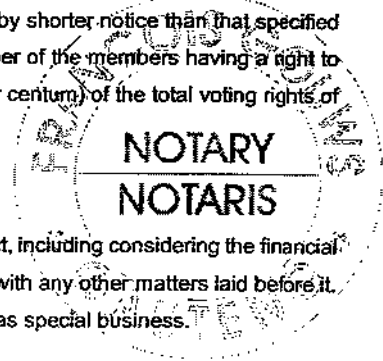 by shorter notice than that specified
er of the members having a right to
r centum) of the total voting rights of
NOTARY
NOTARIS
t, including considering the financial
with any other matters laid before it.
as special business.